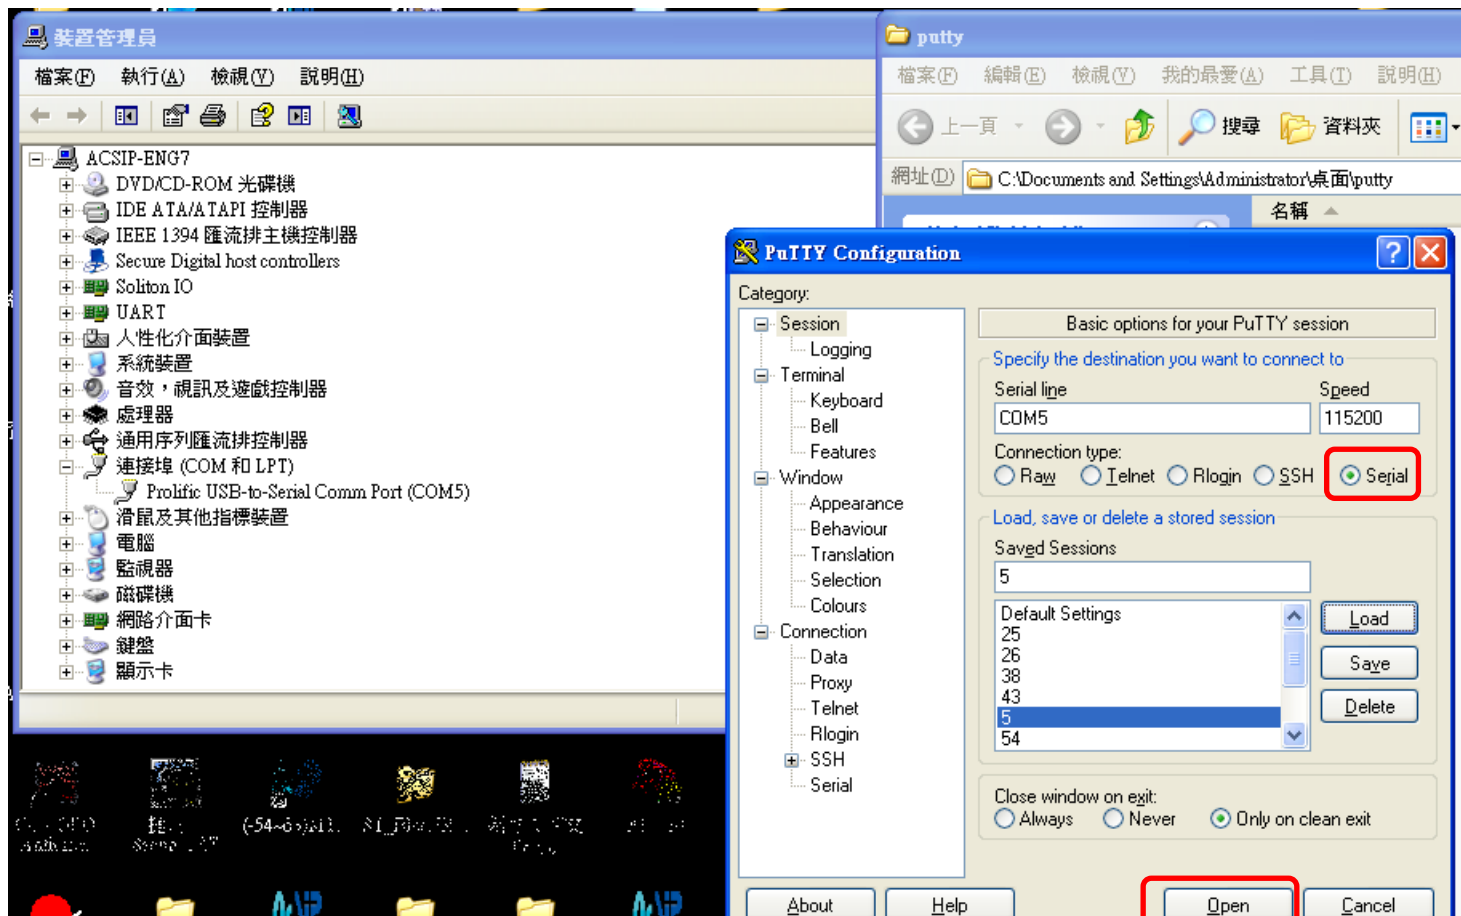 裝置管理員
檔案(F) 執行(A) 檢視(V) 說明(H)
ACSIP-ENG7
DVD/CD-ROM 光碟機
IDE ATA/ATAPI 控制器
IEEE 1394 匯流排主機控制器
Secure Digital host controllers
Soliton IO
UART
人性化介面裝置
系統裝置
音效，視訊及遊戲控制器
處理器
通用序列匯流排控制器
連接埠 (COM 和 LPT)
Prolific USB-to-Serial Comm Port (COM5)
滑鼠及其他指標裝置
電腦
監視器
磁碟機
網路介面卡
鍵盤
顯示卡
putty
檔案(F) 編輯(E) 檢視(V) 我的最愛(A) 工具(T) 說明(H)
上一頁 搜尋 資料夾
網址(D) C:\Documents and Settings\Administrator\桌面\putty
名稱
PuTTY Configuration
Category:
Session
Logging
Terminal
Keyboard
Bell
Features
Window
Appearance
Behaviour
Translation
Selection
Colours
Connection
Data
Proxy
Telnet
Rlogin
SSH
Serial
Basic options for your PuTTY session
Specify the destination you want to connect to
Serial line Speed
COM5 115200
Connection type:
Raw Telnet Rlogin SSH Serial
Load, save or delete a stored session
Saved Sessions
5
Default Settings
25
26
38
43
5
54
Load
Save
Delete
Close window on exit:
Always Never Only on clean exit
About Help Open Cancel